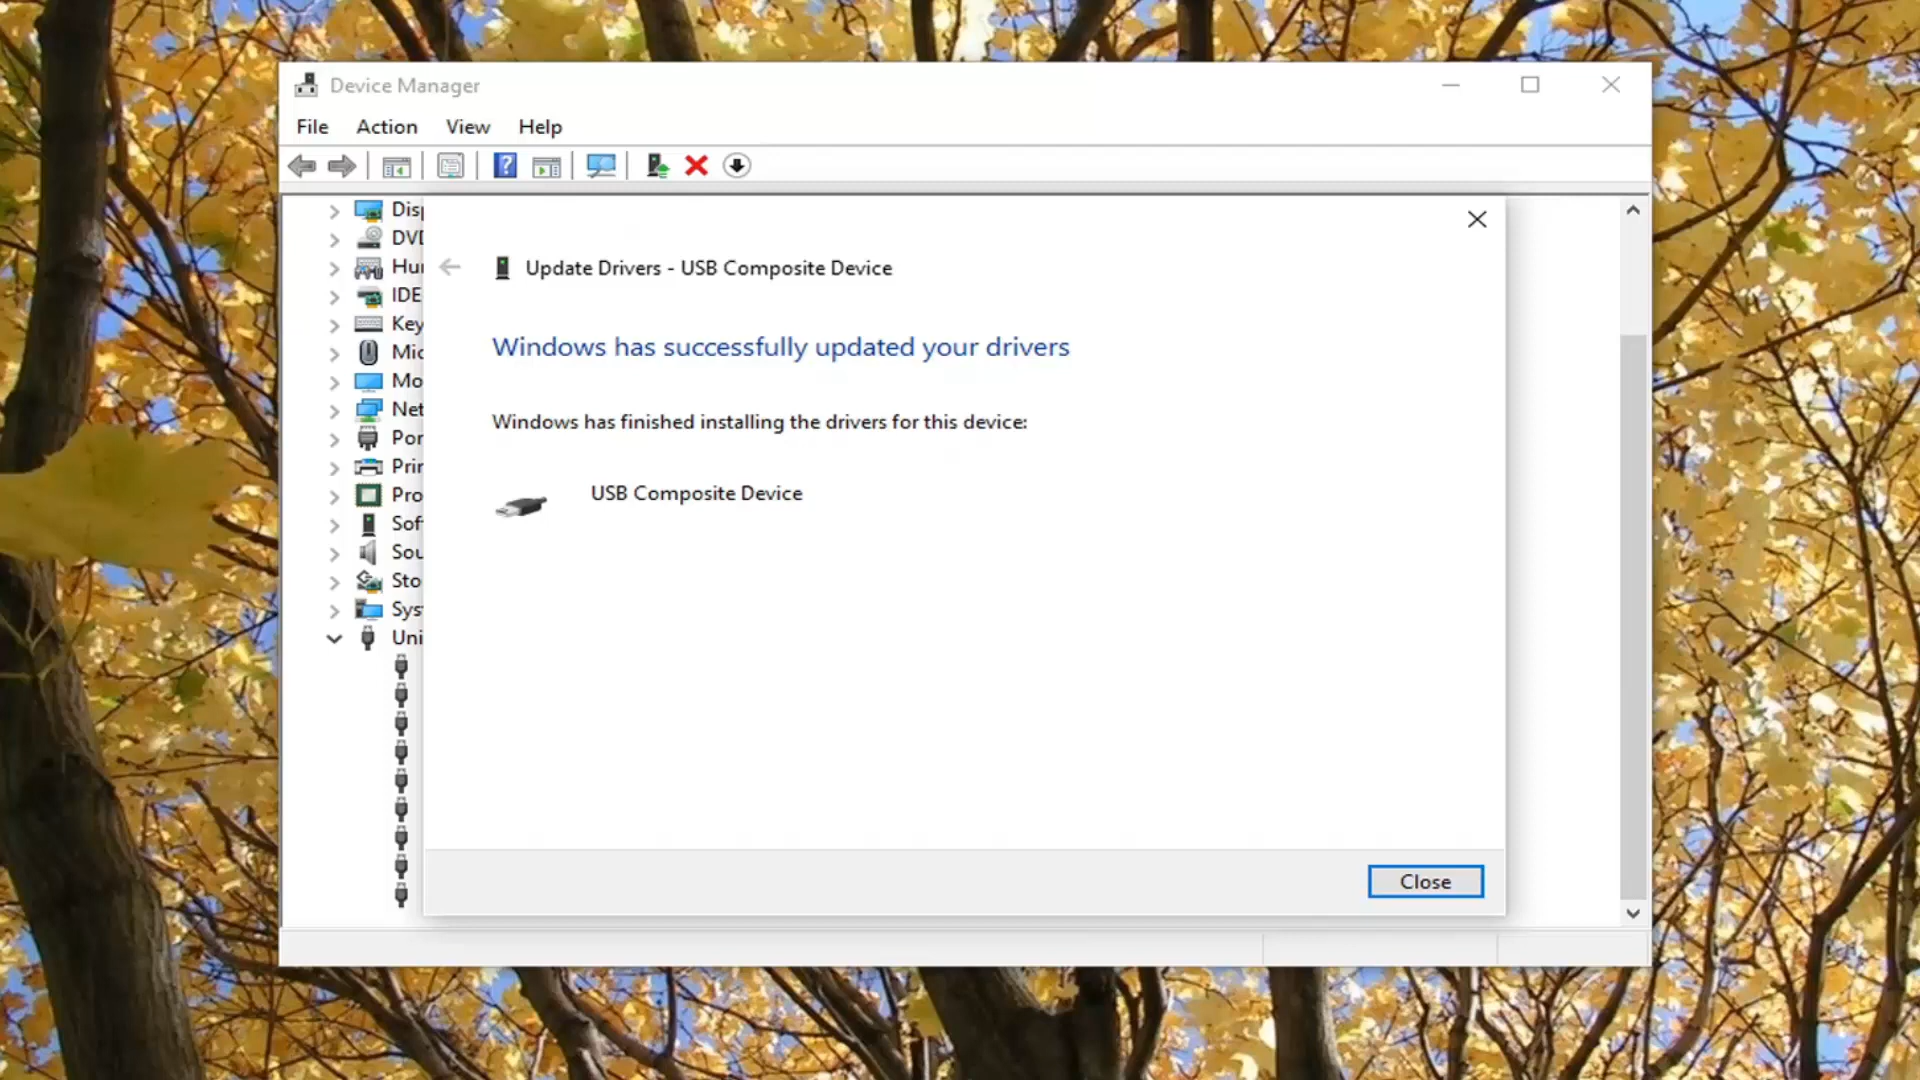 Device Manager
File Action View Help
Disp
DVD
Hur
IDE
Key
Mic
Mo
Net
Por
Prir
Pro
Sof
Sou
Sto
Sys
Uni
Update Drivers - USB Composite Device
Windows has successfully updated your drivers
Windows has finished installing the drivers for this device:
USB Composite Device
Close